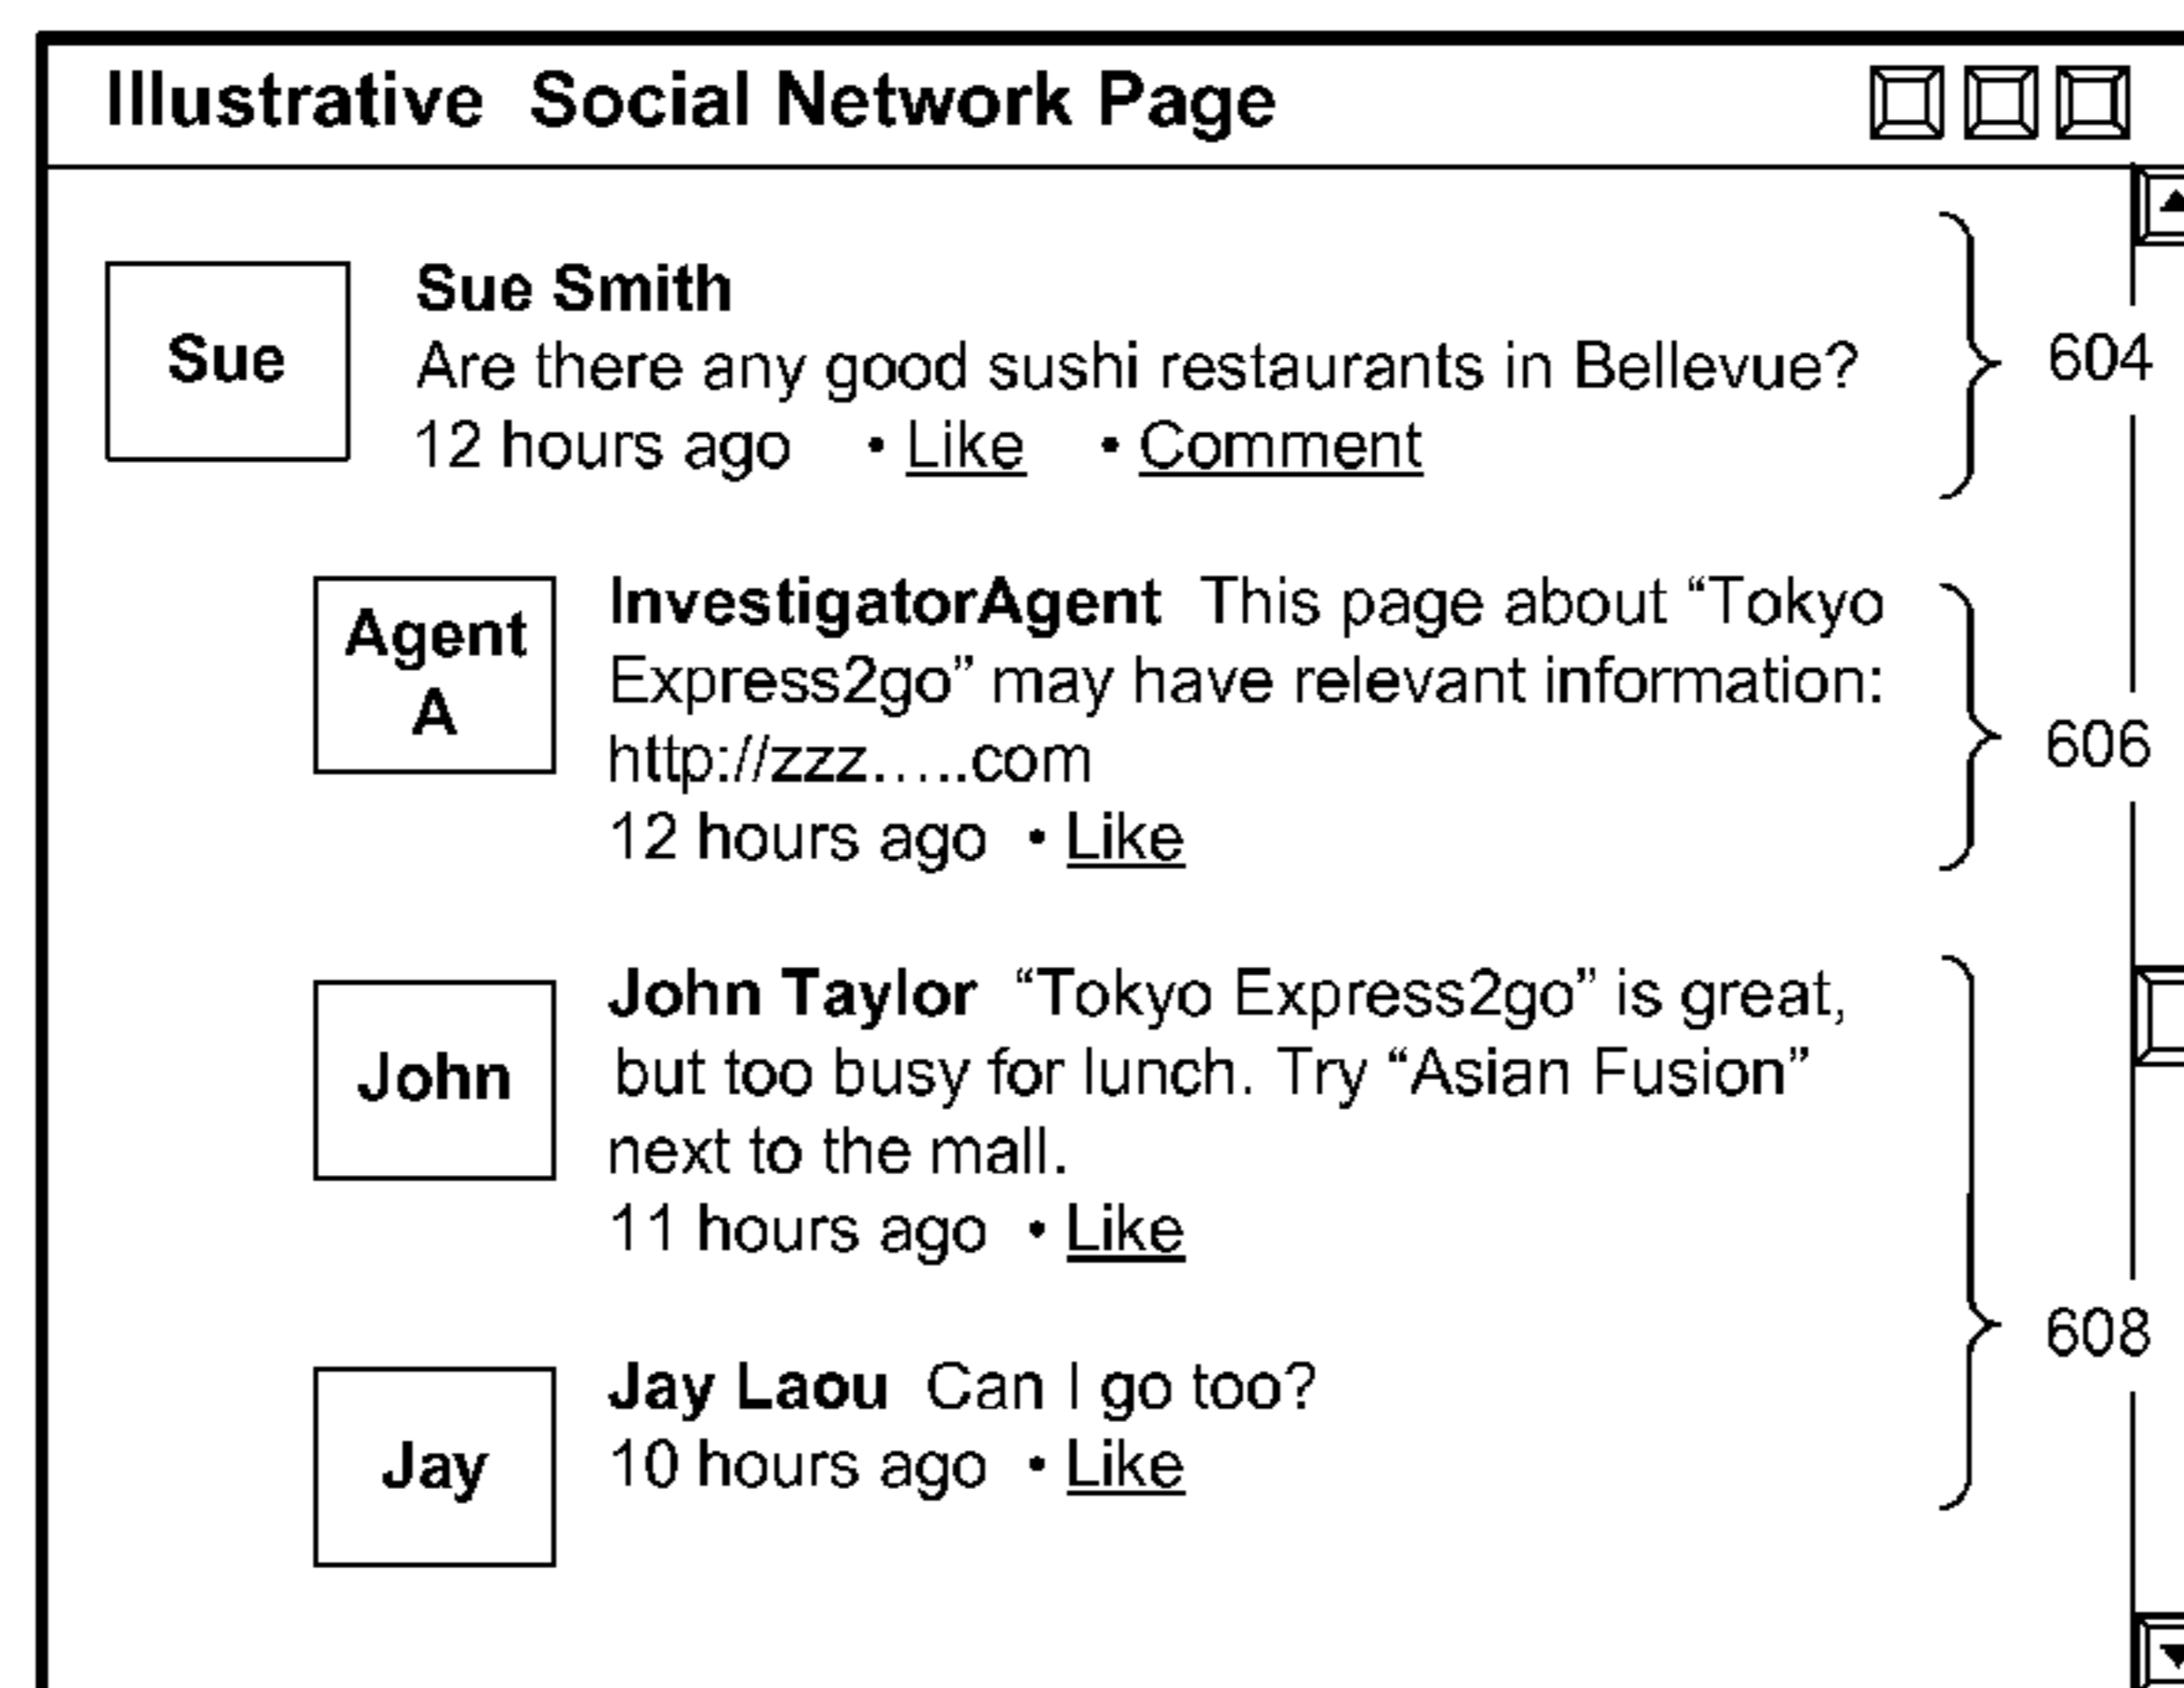 Illustrative Social Network Page
Sue
Sue Smith
Are there any good sushi restaurants in Bellevue?
12 hours ago • Like • Comment
604
Agent
A
InvestigatorAgent This page about “Tokyo
Express2go” may have relevant information:
http://zzz.....com
12 hours ago • Like
606
John
John Taylor “Tokyo Express2go” is great,
but too busy for lunch. Try “Asian Fusion”
next to the mall.
11 hours ago • Like
608
Jay
Jay Laou Can I go too?
10 hours ago • Like